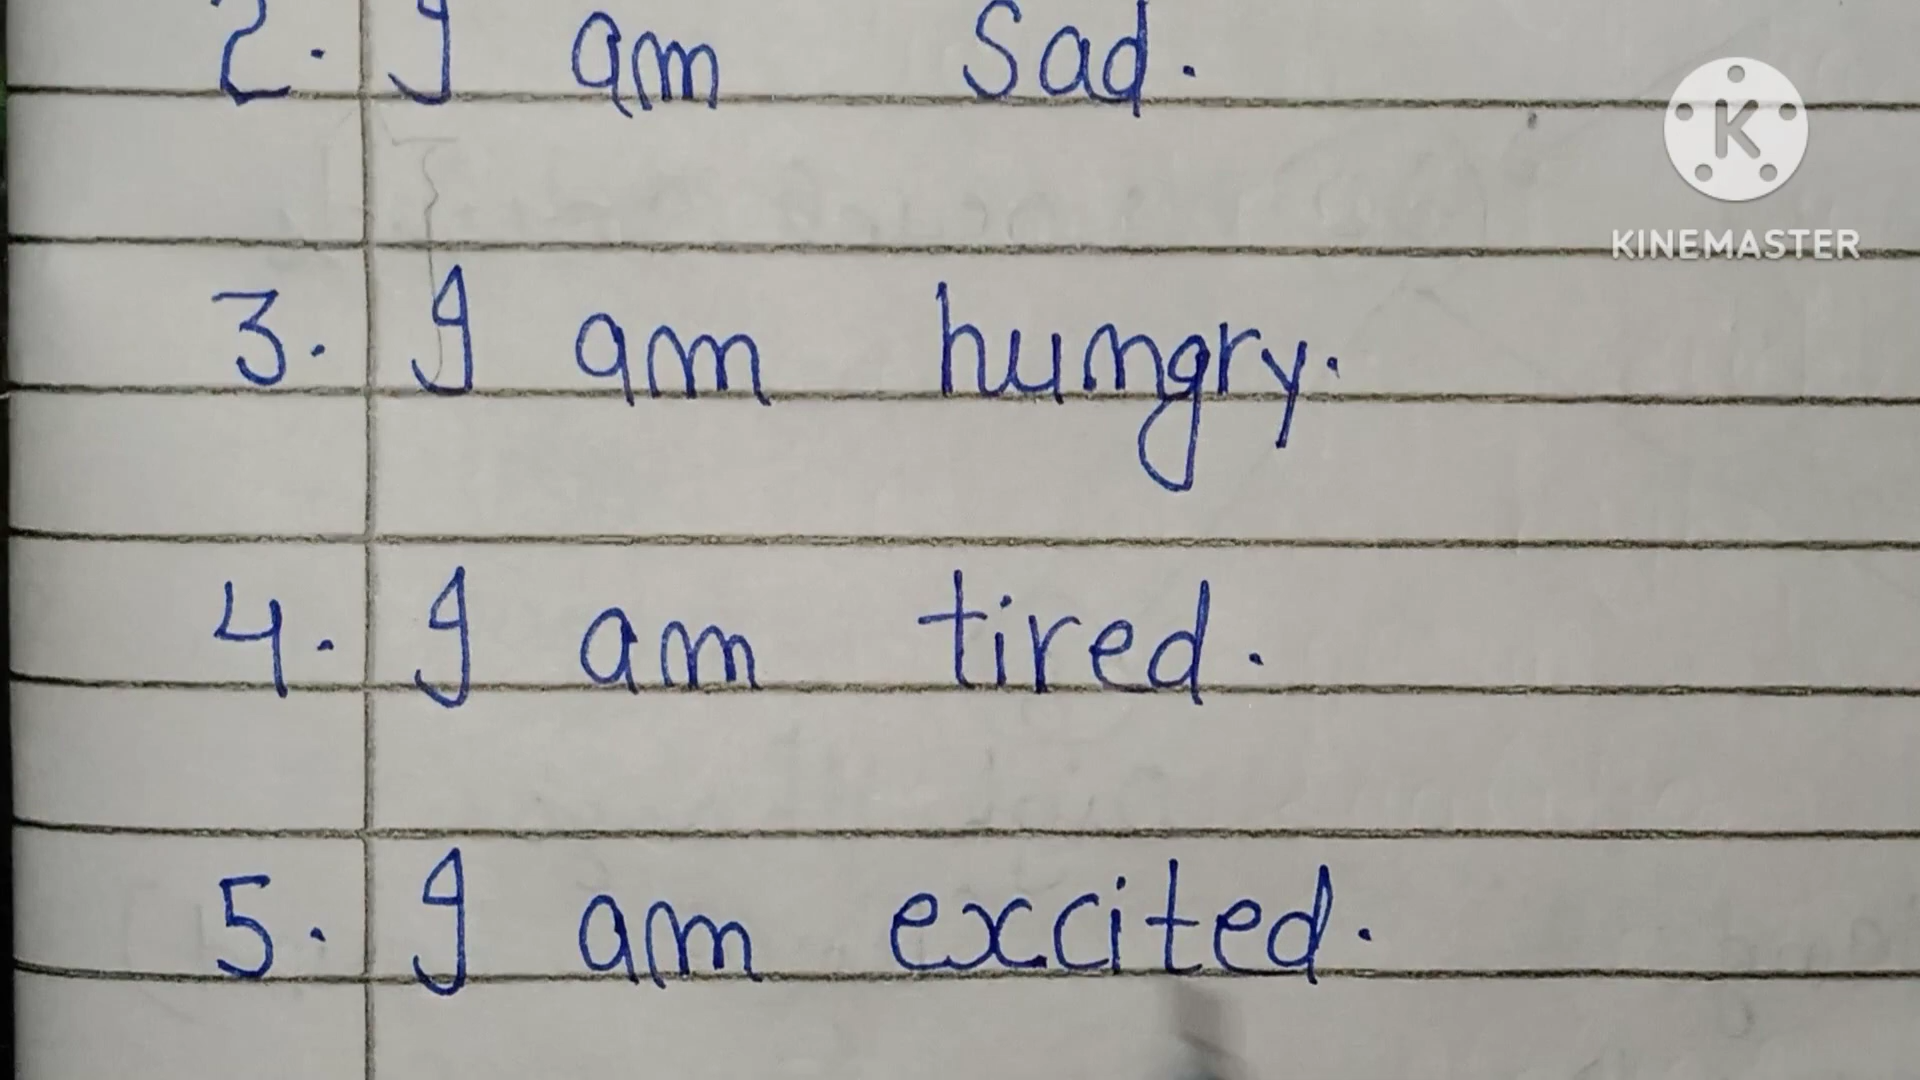 2. I am Sad.
3. I am hungry.
4. I am tired.
5. I am excited.
K
KINEMASTER